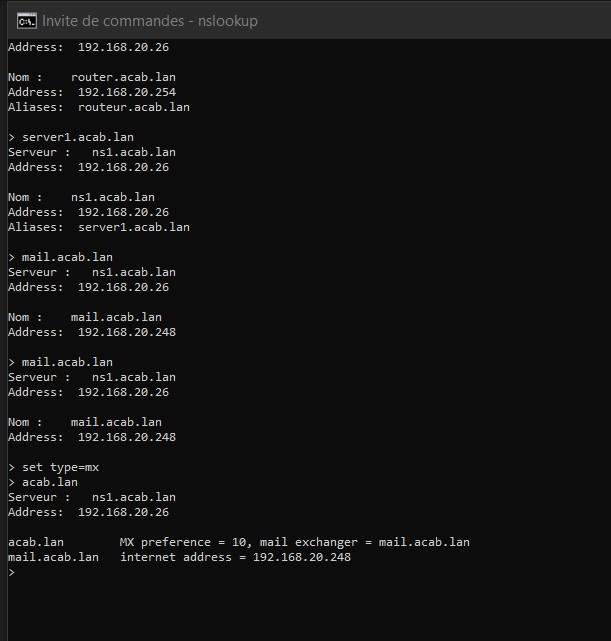 Invite de commandes - nslookup
Address:  192.168.20.26
Nom :    router.acab.lan
Address:  192.168.20.254
Aliases:  routeur.acab.lan
> server1.acab.lan
Serveur :   ns1.acab.lan
Address:  192.168.20.26
Nom :    ns1.acab.lan
Address:  192.168.20.26
Aliases:  server1.acab.lan
> mail.acab.lan
Serveur :   ns1.acab.lan
Address:  192.168.20.26
Nom :    mail.acab.lan
Address:  192.168.20.248
> mail.acab.lan
Serveur :   ns1.acab.lan
Address:  192.168.20.26
Nom :    mail.acab.lan
Address:  192.168.20.248
> set type=mx
> acab.lan
Serveur :   ns1.acab.lan
Address:  192.168.20.26
acab.lan        MX preference = 10, mail exchanger = mail.acab.lan
mail.acab.lan   internet address = 192.168.20.248
>